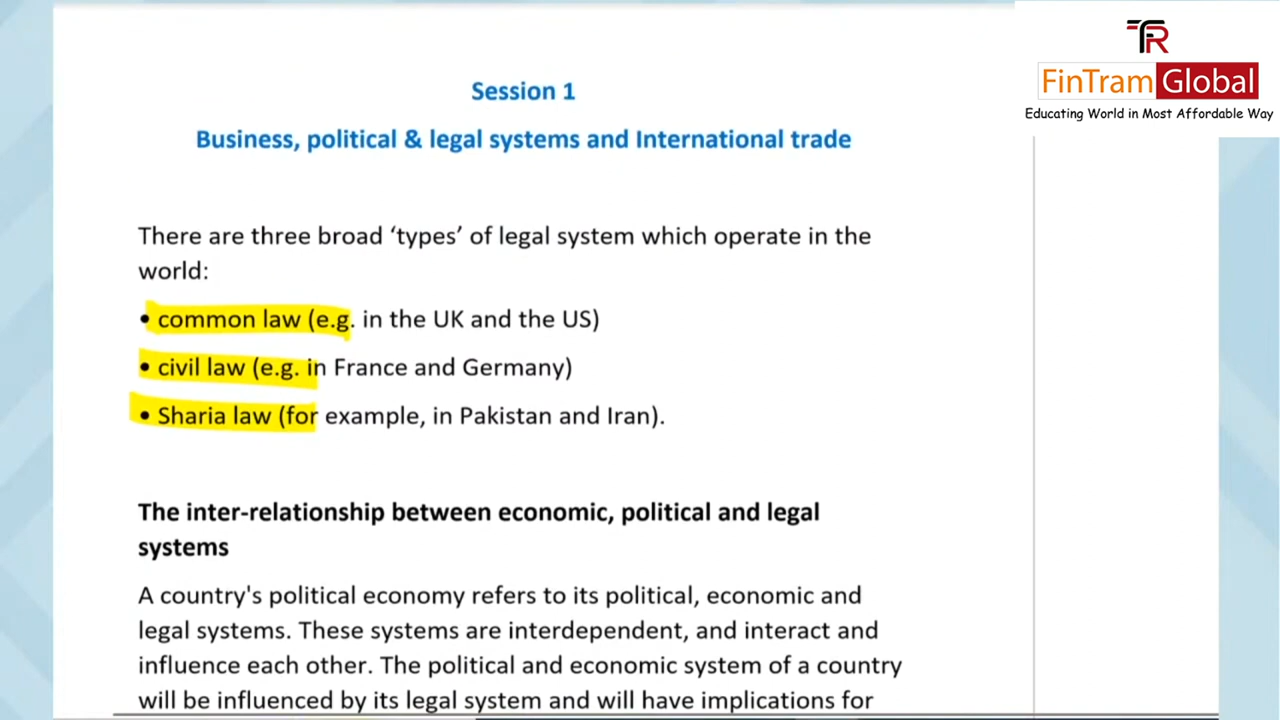 TR
FinTram Global
Educating World in Most Affordable Way
Session 1
Business, political & legal systems and International trade
There are three broad ‘types’ of legal system which operate in the
world:
• common law (e.g. in the UK and the US)
• civil law (e.g. in France and Germany)
• Sharia law (for example, in Pakistan and Iran).
The inter-relationship between economic, political and legal
systems
A country's political economy refers to its political, economic and
legal systems. These systems are interdependent, and interact and
influence each other. The political and economic system of a country
will be influenced by its legal system and will have implications for